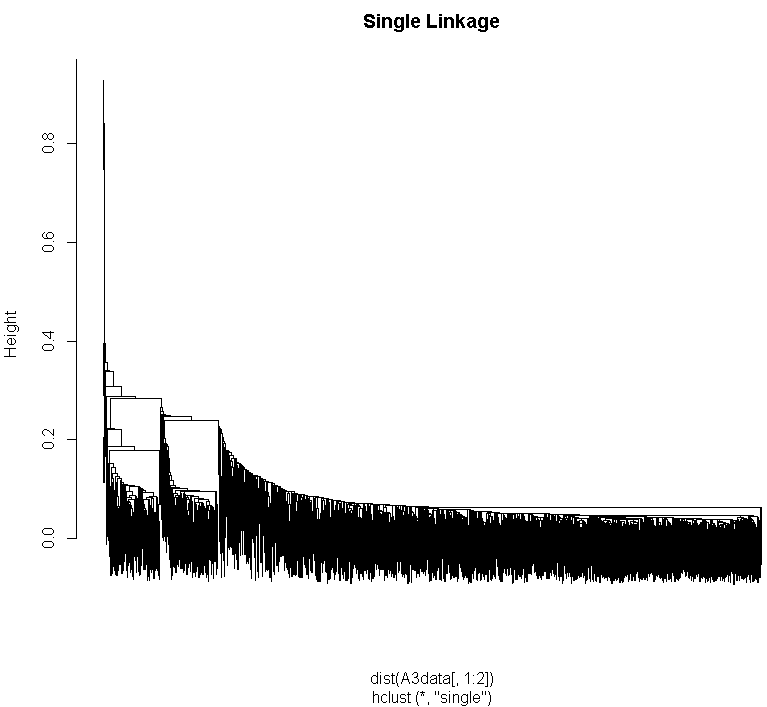 Single Linkage
Height
0.8
0.6
0.4
0.2
0.0
dist(A3data[, 1:2])
hclust (*, "single")